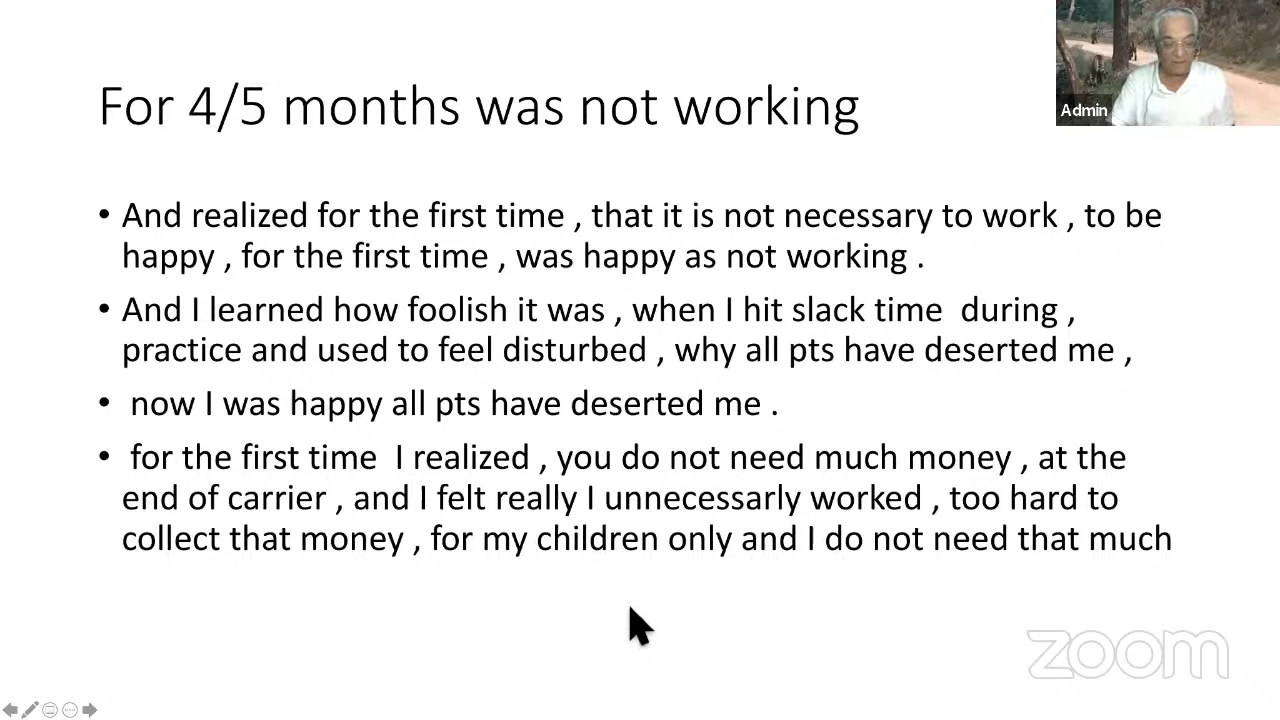 For 4/5 months was not working
Admin
• And realized for the first time , that it is not necessary to work , to be
happy , for the first time , was happy as not working .
• And I learned how foolish it was , when I hit slack time  during ,
practice and used to feel disturbed , why all pts have deserted me ,
•  now I was happy all pts have deserted me .
•  for the first time  I realized , you do not need much money , at the
end of carrier , and I felt really I unnecessarly worked , too hard to
collect that money , for my children only and I do not need that much
zoom